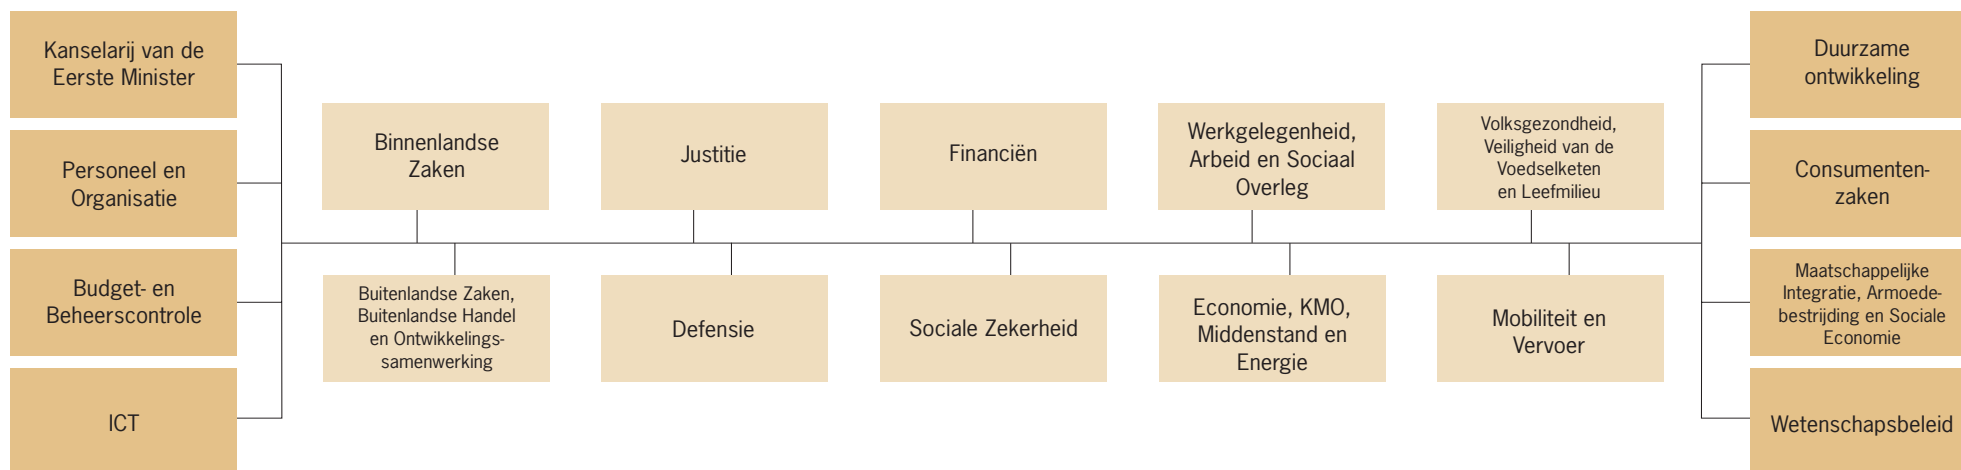 Kanselarij van de
Eerste Minister
Personeel en
Organisatie
Budget- en
Beheerscontrole
ICT
Binnenlandse
Zaken
Justitie
Financiën
Werkgelegenheid,
Arbeid en Sociaal
Overleg
Volksgezondheid,
Veiligheid van de
Voedselketen
en Leefmilieu
Buitenlandse Zaken,
Buitenlandse Handel
en Ontwikkelings-
samenwerking
Defensie
Sociale Zekerheid
Economie, KMO,
Middenstand en
Energie
Mobiliteit en
Vervoer
Duurzame
ontwikkeling
Consumenten-
zaken
Maatschappelijke
Integratie, Armoede-
bestrijding en Sociale
Economie
Wetenschapsbeleid